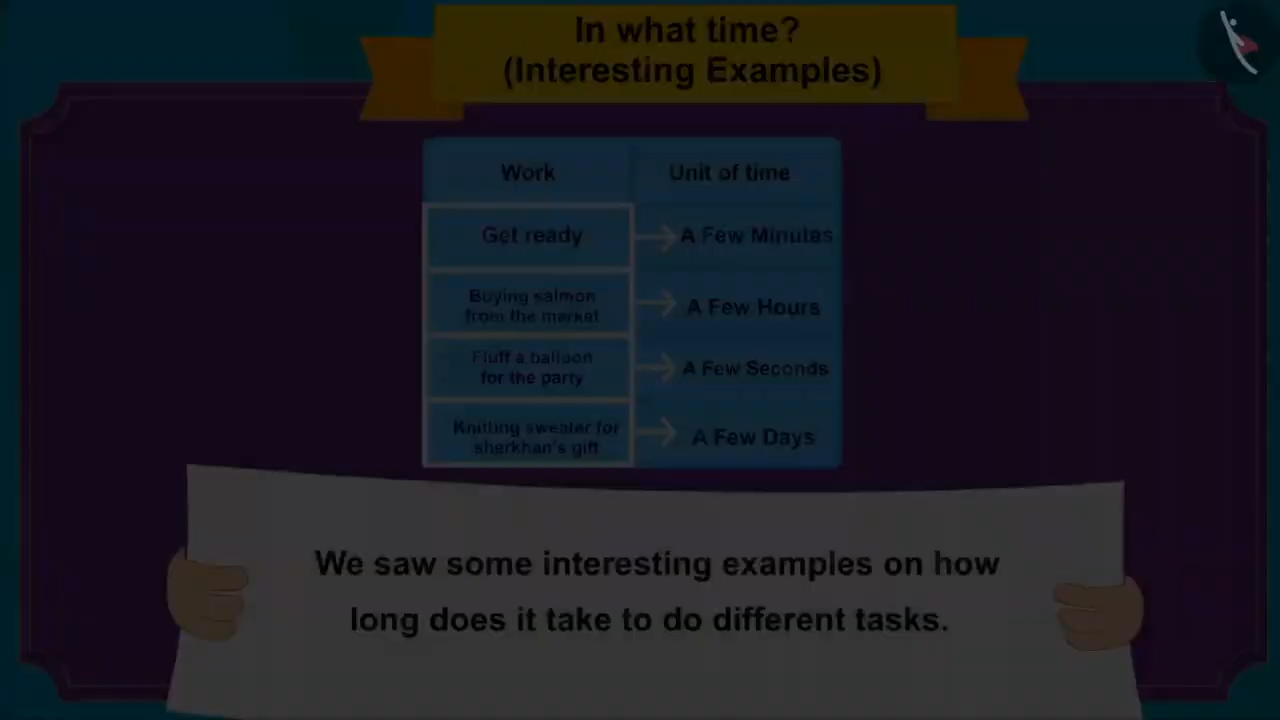 In what time?
(Interesting Examples)
Work
Unit of time
Get ready
A Few Minutes
Buying salmon
from the market
A Few Hours
Fluff a balloon
for the party
A Few Seconds
Knitting sweater for
sherkhan's gift
A Few Days
We saw some interesting examples on how
long does it take to do different tasks.